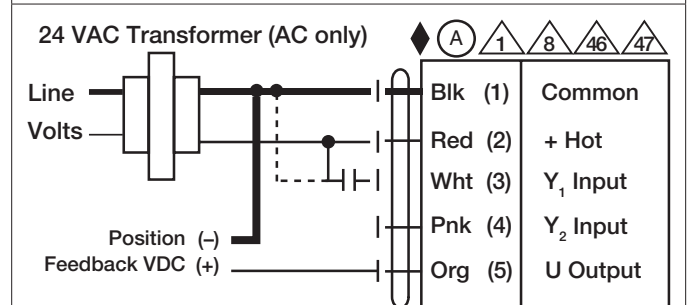 24 VAC Transformer (AC only)
A 1 8 46 47
Line
Volts
Blk (1) Common
Red (2) + Hot
Wht (3) Y₁ Input
Pnk (4) Y₂ Input
Org (5) U Output
Position (–)
Feedback VDC (+)